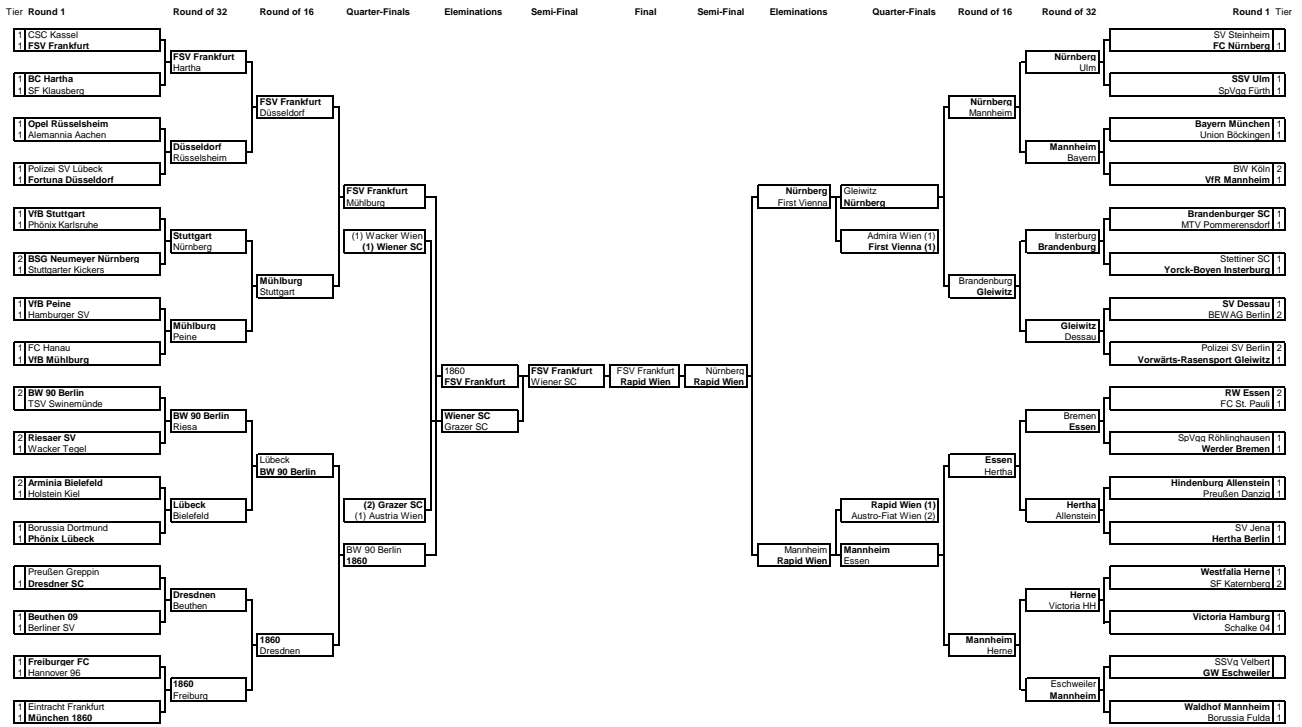 Tier Round 1 Round of 32 Round of 16 Quarter-Finals Eleminations Semi-Final Final Semi-Final Eleminations Quarter-Finals Round of 16 Round of 32 Round 1 Tier
1 CSC Kassel
1 FSV Frankfurt
1 BC Hartha
1 SF Klausberg
1 Opel Rüsselsheim
1 Alemannia Aachen
1 Polizei SV Lübeck
1 Fortuna Düsseldorf
1 VfB Stuttgart
1 Phönix Karlsruhe
2 BSG Neumeyer Nürnberg
1 Stuttgarter Kickers
1 VfB Peine
1 Hamburger SV
1 FC Hanau
1 VfB Mühlburg
2 BW 90 Berlin
1 TSV Swinemünde
2 Riesaer SV
1 Wacker Tegel
2 Arminia Bielefeld
1 Holstein Kiel
1 Borussia Dortmund
1 Phönix Lübeck
Preußen Greppin
1 Dresdner SC
1 Beuthen 09
1 Berliner SV
1 Freiburger FC
1 Hannover 96
1 Eintracht Frankfurt
1 München 1860
FSV Frankfurt
Hartha
Düsseldorf
Rüsselsheim
Stuttgart
Nürnberg
Mühlburg
Peine
BW 90 Berlin
Riesa
Lübeck
Bielefeld
Dresdnen
Beuthen
1860
Freiburg
FSV Frankfurt
Düsseldorf
Mühlburg
Stuttgart
Lübeck
BW 90 Berlin
1860
Dresdnen
FSV Frankfurt
Mühlburg
(1) Wacker Wien
(1) Wiener SC
(2) Grazer SC
(1) Austria Wien
BW 90 Berlin
1860
1860
FSV Frankfurt
Wiener SC
Grazer SC
FSV Frankfurt
Wiener SC
FSV Frankfurt
Rapid Wien
Nürnberg
Rapid Wien
Nürnberg
First Vienna
Mannheim
Rapid Wien
Gleiwitz
Nürnberg
Admira Wien (1)
First Vienna (1)
Rapid Wien (1)
Austro-Fiat Wien (2)
Mannheim
Essen
Nürnberg
Mannheim
Brandenburg
Gleiwitz
Essen
Hertha
Mannheim
Herne
Nürnberg
Ulm
Mannheim
Bayern
Insterburg
Brandenburg
Gleiwitz
Dessau
Bremen
Essen
Hertha
Allenstein
Herne
Victoria HH
Eschweiler
Mannheim
SV Steinheim
FC Nürnberg 1
SSV Ulm 1
SpVgg Fürth 1
Bayern München 1
Union Böckingen 1
BW Köln 2
VfR Mannheim 1
Brandenburger SC 1
MTV Pommerensdorf 1
Stettiner SC 1
Yorck-Boyen Insterburg 1
SV Dessau 1
BEWAG Berlin 2
Polizei SV Berlin 2
Vorwärts-Rasensport Gleiwitz 1
RW Essen 2
FC St. Pauli 1
SpVgg Röhlinghausen 1
Werder Bremen 1
Hindenburg Allenstein 1
Preußen Danzig 1
SV Jena 1
Hertha Berlin 1
Westfalia Herne 1
SF Katernberg 2
Victoria Hamburg 1
Schalke 04 1
SSVg Velbert
GW Eschweiler
Waldhof Mannheim 1
Borussia Fulda 1